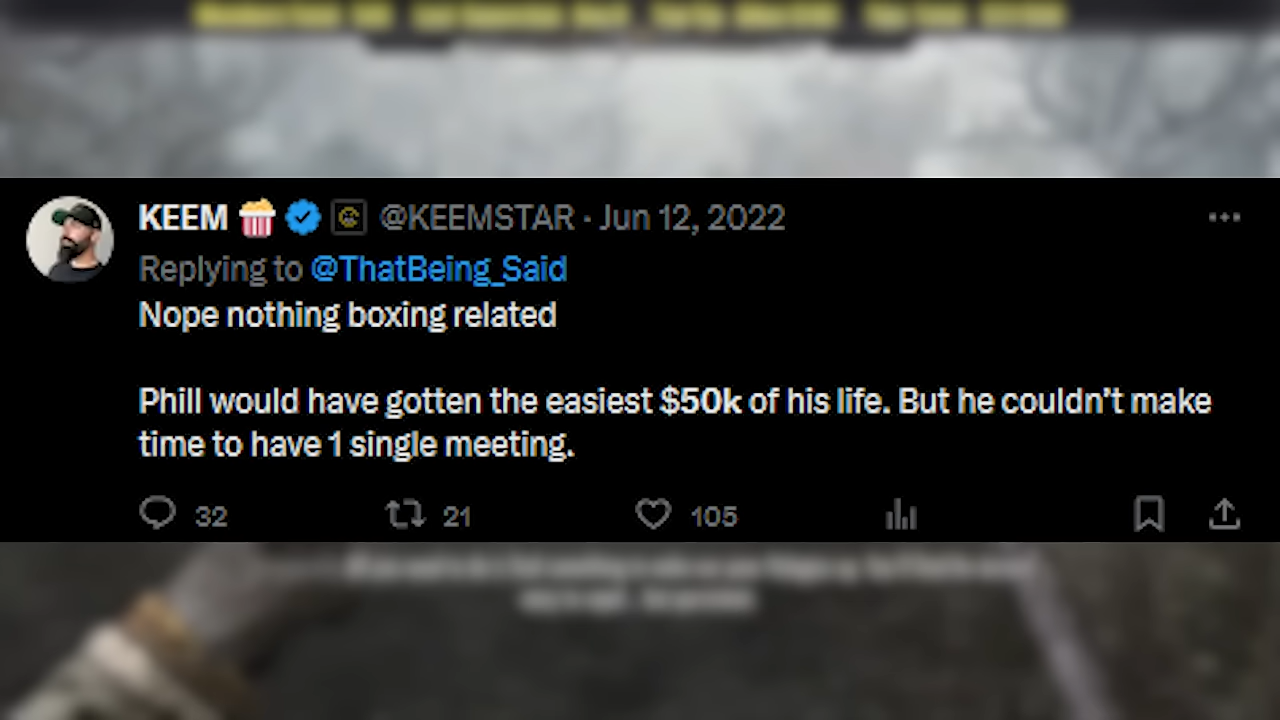 KEEM 🍿 @KEEMSTAR · Jun 12, 2022
Replying to @ThatBeing_Said
Nope nothing boxing related
Phill would have gotten the easiest $50k of his life. But he couldn't make
time to have 1 single meeting.
32 21 105